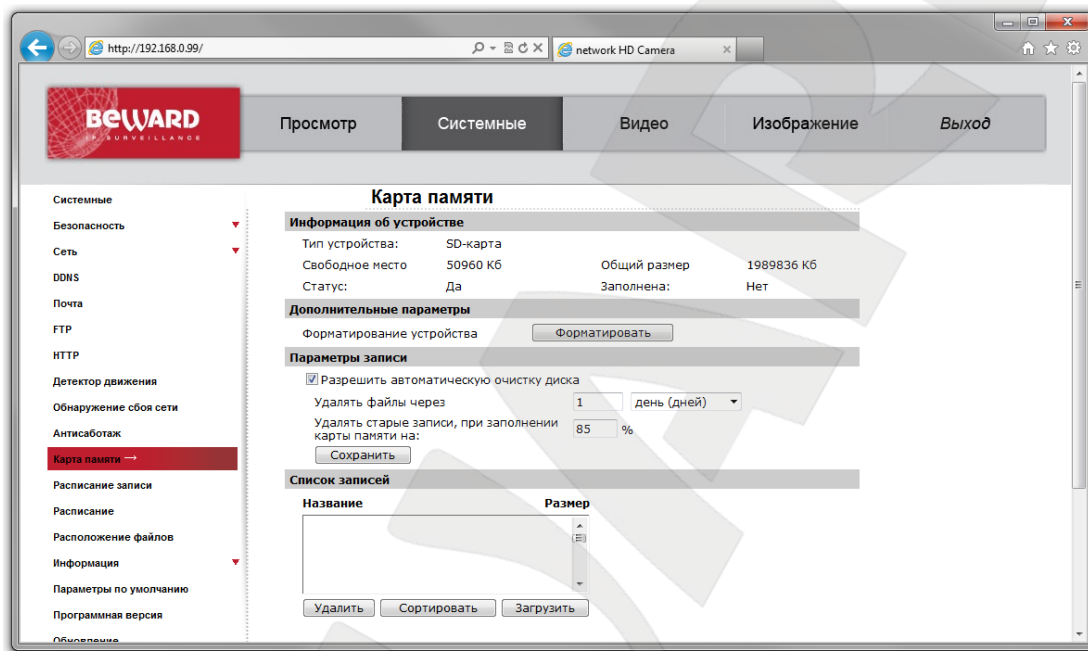 http://192.168.0.99/
network HD Camera
BEWARD
SURVEILLANCE
Просмотр Системные Видео Изображение Выход
Системные
Безопасность
Сеть
DDNS
Почта
FTP
HTTP
Детектор движения
Обнаружение сбоя сети
Антисаботаж
Карта памяти →
Расписание записи
Расписание
Расположение файлов
Информация
Параметры по умолчанию
Программная версия
Обновление
Карта памяти
Информация об устройстве
Тип устройства: SD-карта
Свободное место 50960 Кб Общий размер 1989836 Кб
Статус: Да Заполнена: Нет
Дополнительные параметры
Форматирование устройства Форматировать
Параметры записи
Разрешить автоматическую очистку диска
Удалять файлы через 1 день (дней)
Удалять старые записи, при заполнении
карты памяти на: 85 %
Сохранить
Список записей
Название Размер
Удалить Сортировать Загрузить